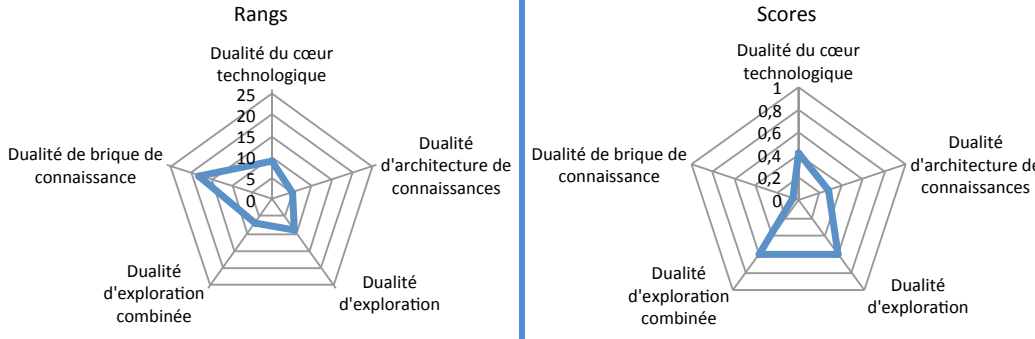 Rangs
Dualité du cœur
technologique
25
20
15
10
5
0
Dualité
d'architecture de
connaissances
Dualité
d'exploration
Dualité
d'exploration
combinée
Dualité de brique de
connaissance
Scores
Dualité du cœur
technologique
1
0,8
0,6
0,4
0,2
0
Dualité
d'architecture de
connaissances
Dualité
d'exploration
Dualité
d'exploration
combinée
Dualité de brique de
connaissance